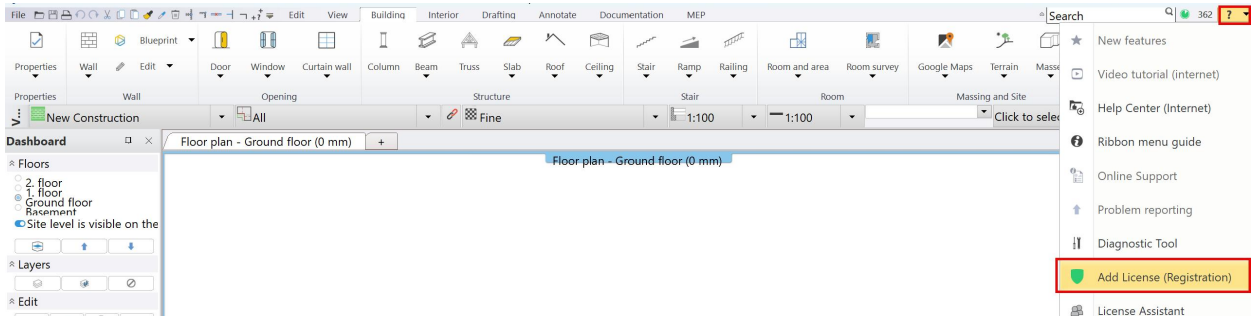 File Edit View Building Interior Drafting Annotate Documentation MEP Search 362 ?
Blueprint
Properties Wall Edit Door Window Curtain wall Column Beam Truss Slab Roof Ceiling Stair Ramp Railing Room and area Room survey Google Maps Terrain
Properties Wall Opening Structure Stair Room Massing and Site
New Construction All Fine 1:100 1:100 Click to
Dashboard
Floor plan - Ground floor (0 mm) +
Floor plan - Ground floor (0 mm)
Floors
2. floor
1. floor
Ground floor
Basement
Site level is visible on the
Layers
Edit
New features
Video tutorial (internet)
Help Center (Internet)
Ribbon menu guide
Online Support
Problem reporting
Diagnostic Tool
Add License (Registration)
License Assistant